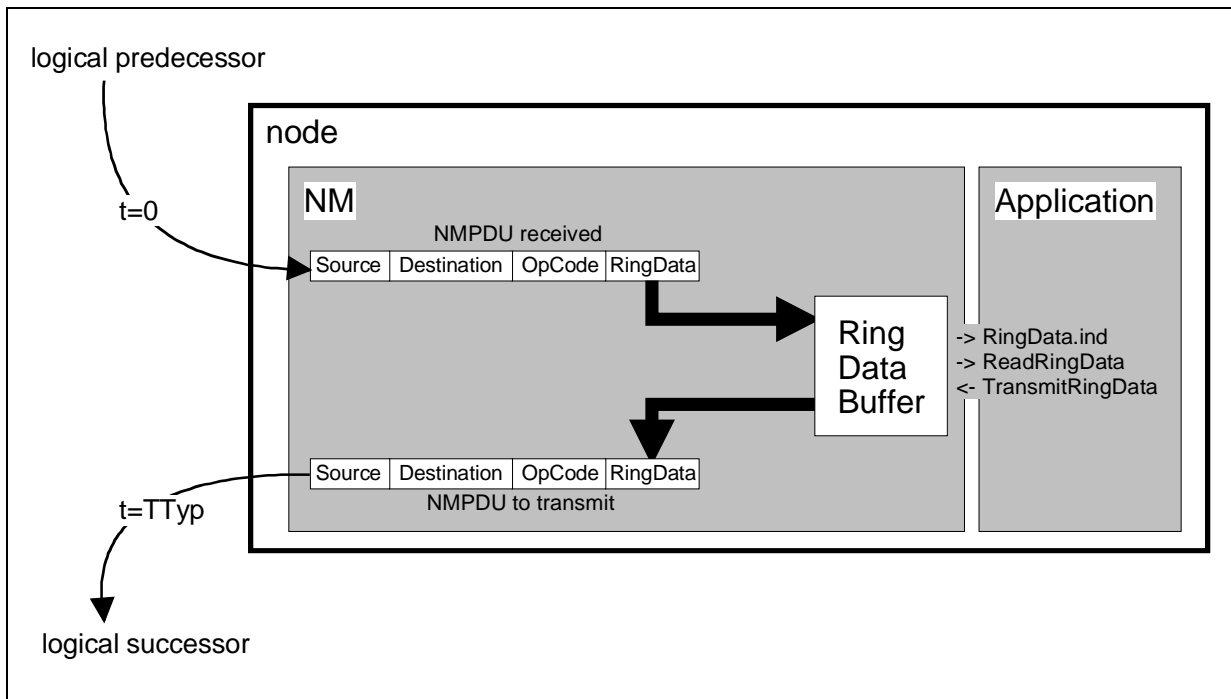 logical predecessor
node
NM
Application
t=0
NMPDU received
Source Destination OpCode RingData
Ring
Data
Buffer
-> RingData.ind
-> ReadRingData
<- TransmitRingData
Source Destination OpCode RingData
NMPDU to transmit
t=TTyp
logical successor